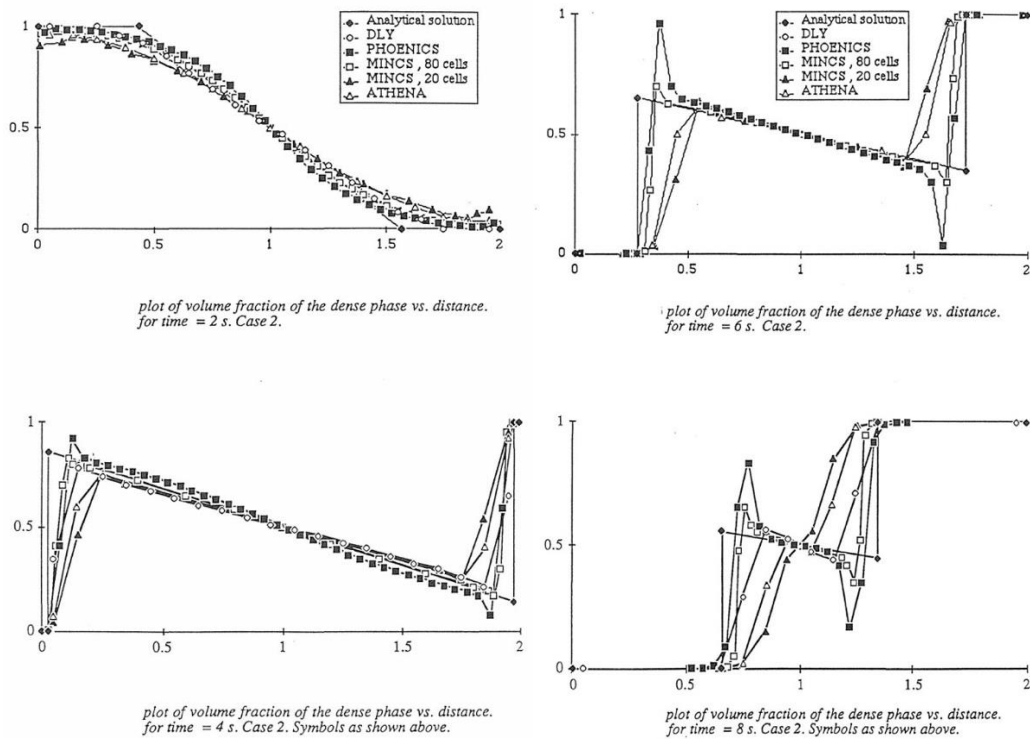 Analytical solution
DLY
PHOENICS
MINCS, 80 cells
MINCS, 20 cells
ATHENA
1
0.5
0
0
0.5
1
1.5
2
plot of volume fraction of the dense phase vs. distance.
for time = 2 s. Case 2.
Analytical solution
DLY
PHOENICS
MINCS, 80 cells
MINCS, 20 cells
ATHENA
1
0.5
0
0
0.5
1
1.5
2
plot of volume fraction of the dense phase vs. distance.
for time = 6 s. Case 2.
1
0.5
0
0
0.5
1
1.5
2
plot of volume fraction of the dense phase vs. distance.
for time = 4 s. Case 2. Symbols as shown above.
1
0.5
0
0
0.5
1
1.5
2
plot of volume fraction of the dense phase vs. distance.
for time = 8 s. Case 2. Symbols as shown above.